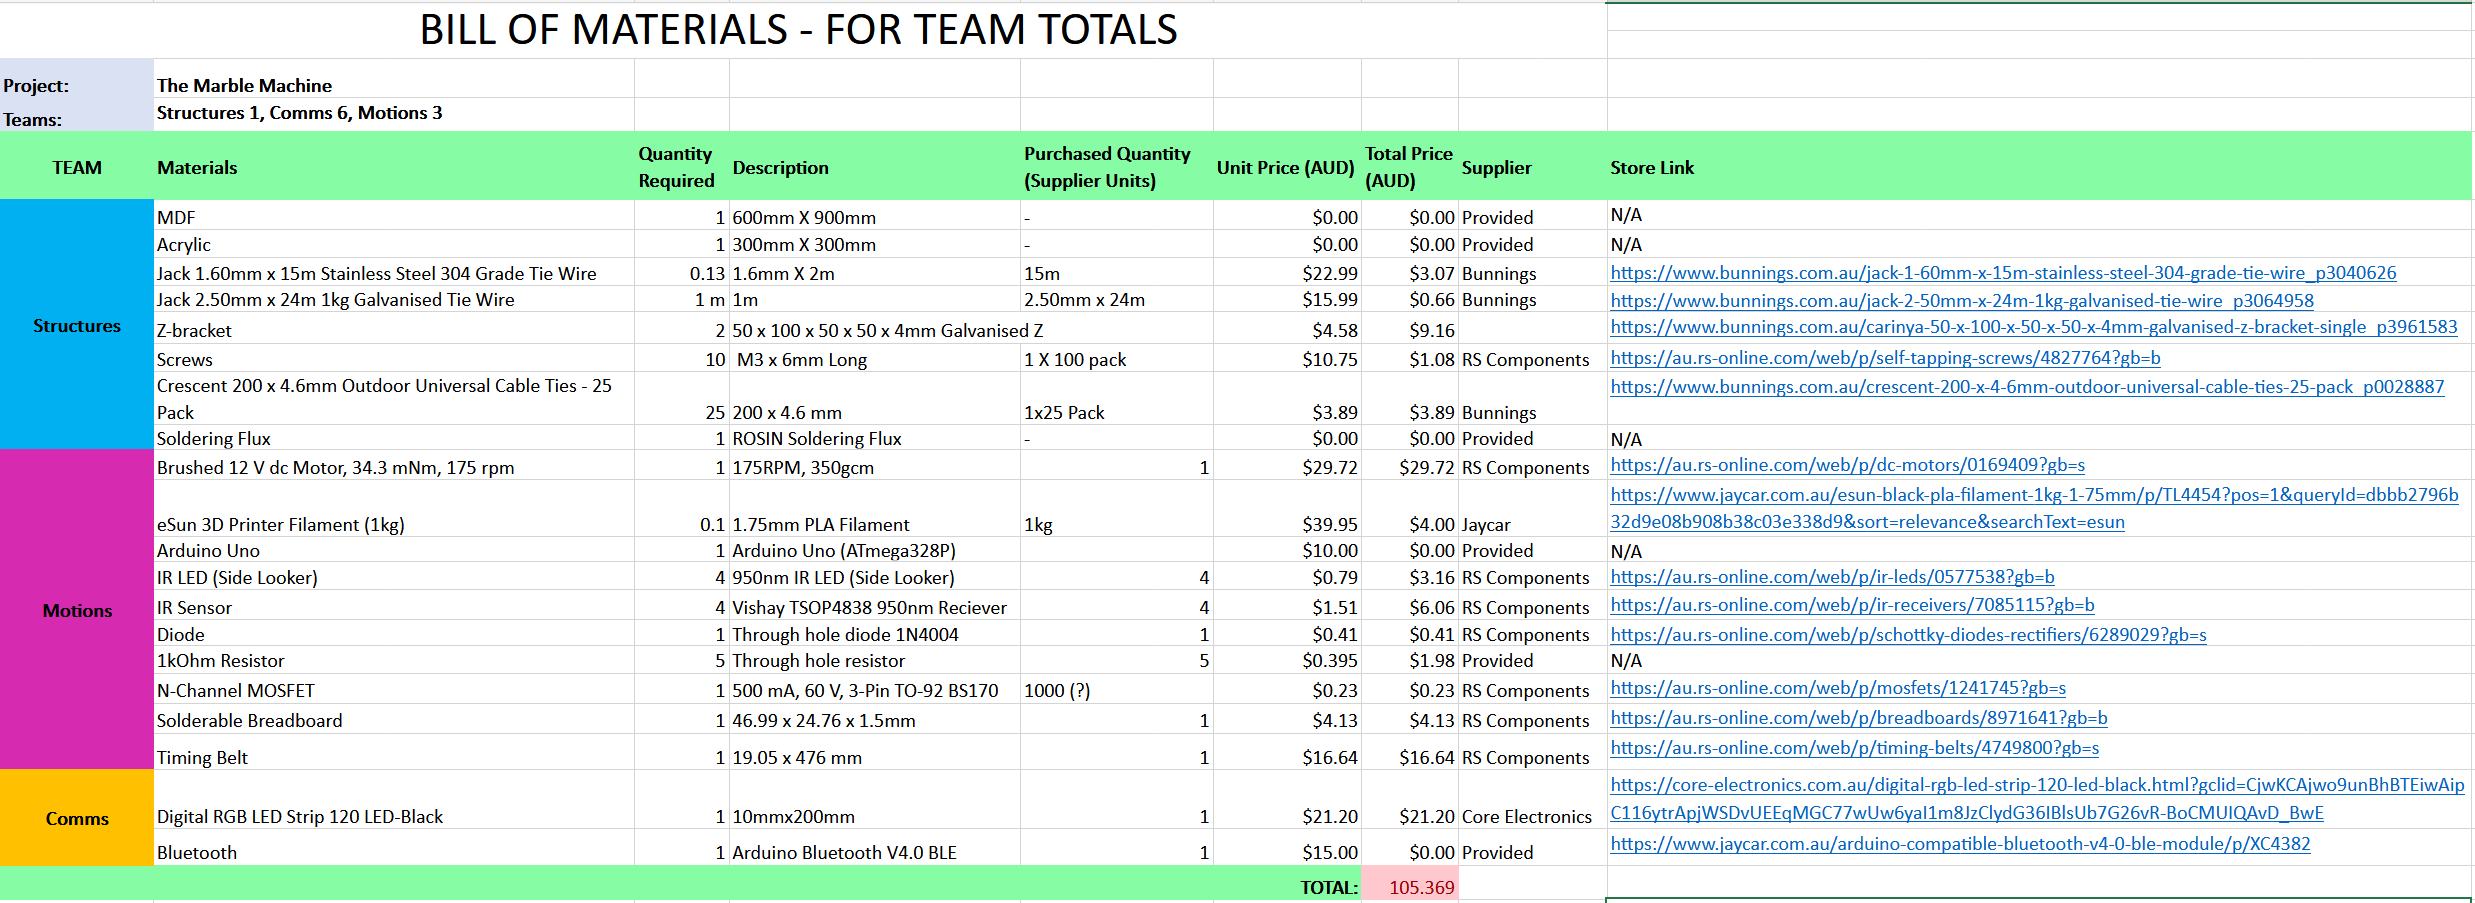 BILL OF MATERIALS - FOR TEAM TOTALS
Project: The Marble Machine
Teams: Structures 1, Comms 6, Motions 3
TEAM Materials Quantity Required Description Purchased Quantity (Supplier Units) Unit Price (AUD) Total Price (AUD) Supplier Store Link
Structures
MDF 1 600mm X 900mm - $0.00 $0.00 Provided N/A
Acrylic 1 300mm X 300mm - $0.00 $0.00 Provided N/A
Jack 1.60mm x 15m Stainless Steel 304 Grade Tie Wire 0.13 1.6mm X 2m 15m $22.99 $3.07 Bunnings https://www.bunnings.com.au/jack-1-60mm-x-15m-stainless-steel-304-grade-tie-wire_p3040626
Jack 2.50mm x 24m 1kg Galvanised Tie Wire 1 m 1m 2.50mm x 24m $15.99 $0.66 Bunnings https://www.bunnings.com.au/jack-2-50mm-x-24m-1kg-galvanised-tie-wire_p3064958
Z-bracket 2 50 x 100 x 50 x 50 x 4mm Galvanised Z $4.58 $9.16 https://www.bunnings.com.au/carinya-50-x-100-x-50-x-50-x-4mm-galvanised-z-bracket-single_p3961583
Screws 10 M3 x 6mm Long 1 X 100 pack $10.75 $1.08 RS Components https://au.rs-online.com/web/p/self-tapping-screws/4827764?gb=b
Crescent 200 x 4.6mm Outdoor Universal Cable Ties - 25 Pack 25 200 x 4.6 mm 1x25 Pack $3.89 $3.89 Bunnings https://www.bunnings.com.au/crescent-200-x-4-6mm-outdoor-universal-cable-ties-25-pack_p0028887
Soldering Flux 1 ROSIN Soldering Flux - $0.00 $0.00 Provided N/A
Motions
Brushed 12 V dc Motor, 34.3 mNm, 175 rpm 1 175RPM, 350gcm 1 $29.72 $29.72 RS Components https://au.rs-online.com/web/p/dc-motors/0169409?gb=s
eSun 3D Printer Filament (1kg) 0.1 1.75mm PLA Filament 1kg $39.95 $4.00 Jaycar https://www.jaycar.com.au/esun-black-pla-filament-1kg-1-75mm/p/TL4454?pos=1&queryId=dbbb2796b32d9e08b908b38c03e338d9&sort=relevance&searchText=esun
Arduino Uno 1 Arduino Uno (ATmega328P) $10.00 $0.00 Provided N/A
IR LED (Side Looker) 4 950nm IR LED (Side Looker) 4 $0.79 $3.16 RS Components https://au.rs-online.com/web/p/ir-leds/0577538?gb=b
IR Sensor 4 Vishay TSOP4838 950nm Reciever 4 $1.51 $6.06 RS Components https://au.rs-online.com/web/p/ir-receivers/7085115?gb=b
Diode 1 Through hole diode 1N4004 1 $0.41 $0.41 RS Components https://au.rs-online.com/web/p/schottky-diodes-rectifiers/6289029?gb=s
1kOhm Resistor 5 Through hole resistor 5 $0.395 $1.98 Provided N/A
N-Channel MOSFET 1 500 mA, 60 V, 3-Pin TO-92 BS170 1000 (?) $0.23 $0.23 RS Components https://au.rs-online.com/web/p/mosfets/1241745?gb=s
Solderable Breadboard 1 46.99 x 24.76 x 1.5mm 1 $4.13 $4.13 RS Components https://au.rs-online.com/web/p/breadboards/8971641?gb=b
Timing Belt 1 19.05 x 476 mm 1 $16.64 $16.64 RS Components https://au.rs-online.com/web/p/timing-belts/4749800?gb=s
Comms
Digital RGB LED Strip 120 LED-Black 1 10mmx200mm 1 $21.20 $21.20 Core Electronics https://core-electronics.com.au/digital-rgb-led-strip-120-led-black.html?gclid=CjwKCAjwo9unBhBTEiwAipC116ytrApjWSDvUEEqMGC77wUw6yaI1m8JzClydG36IBlsUb7G26vR-BoCMUIQAvD_BwE
Bluetooth 1 Arduino Bluetooth V4.0 BLE 1 $15.00 $0.00 Provided https://www.jaycar.com.au/arduino-compatible-bluetooth-v4-0-ble-module/p/XC4382
TOTAL: 105.369